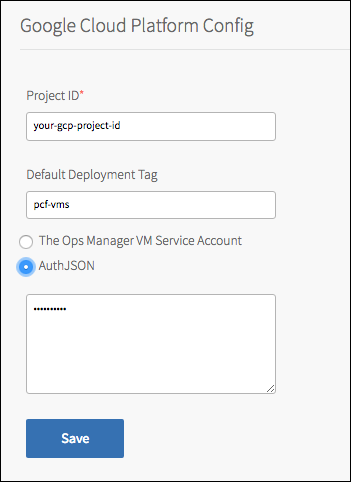 Google Cloud Platform Config
Project ID*
your-gcp-project-id
Default Deployment Tag
pcf-vms
The Ops Manager VM Service Account
AuthJSON
••••••••••
Save